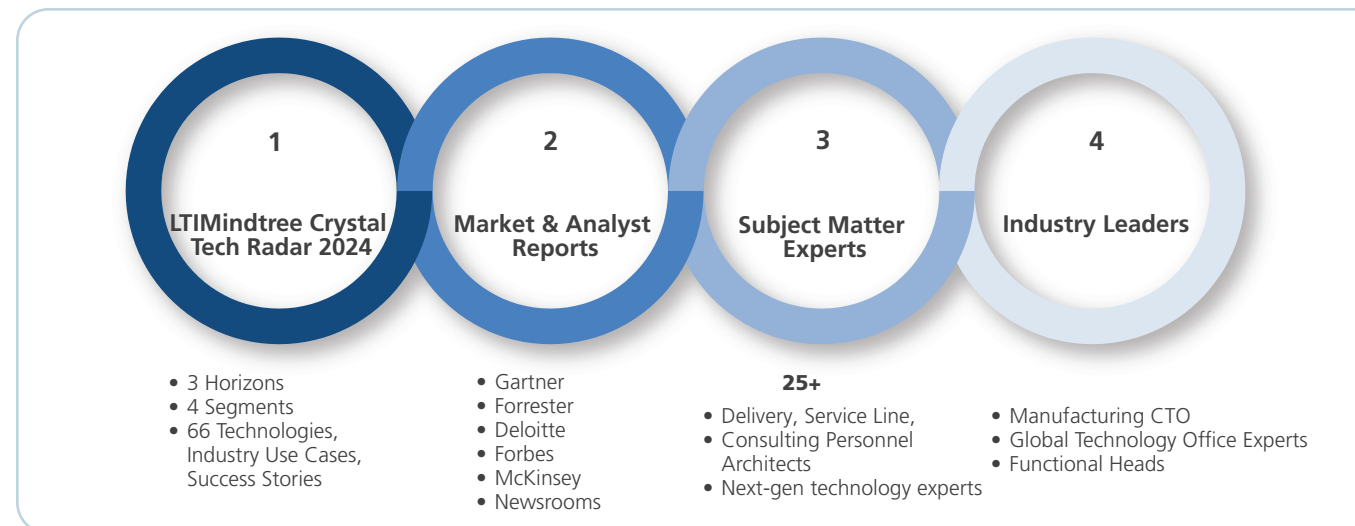 1
LTIMindtree Crystal
Tech Radar 2024
• 3 Horizons
• 4 Segments
• 66 Technologies,
Industry Use Cases,
Success Stories
2
Market & Analyst
Reports
• Gartner
• Forrester
• Deloitte
• Forbes
• McKinsey
• Newsrooms
3
Subject Matter
Experts
25+
• Delivery, Service Line,
• Consulting Personnel
Architects
• Next-gen technology experts
4
Industry Leaders
• Manufacturing CTO
• Global Technology Office Experts
• Functional Heads